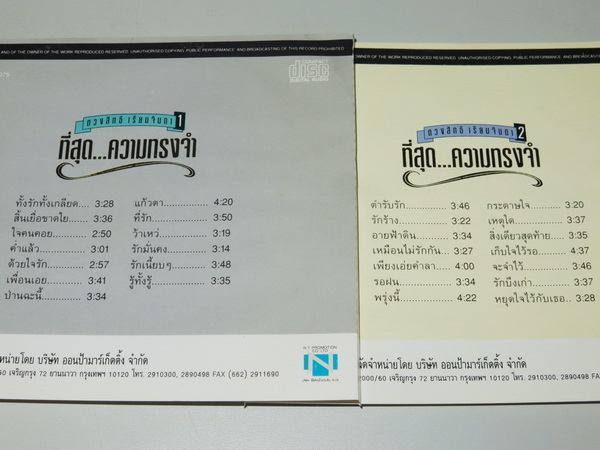 AND OF THE OWNER OF THE WORK REPRODUCED RESERVED. UNAUTHORISED COPYING, PUBLIC PERFORMANCE AND BROADCASTING OF THIS RECORD PROHIBITED
COMPACT
disc
DIGITAL AUDIO
ดวงสิทธิ์ เรียมจินดา 1
ที่สุด...ความทรงจำ
ทั้งรักทั้งเกลียด.... 3:28
สิ้นเยื่อขาดใย...... 3:36
ใจคนคอย........... 2:50
ค่ำแล้ว............... 3:01
ด้วยใจรัก............ 2:57
เพื่อนเอย............ 3:41
ป่านฉะนี้............. 3:34
แก้วตา............... 4:20
ที่รัก................... 3:50
ว้าเหว่................ 3:19
รักมั่นคง............. 3:14
รักเนี้ยบๆ........... 3:48
รู้ทั้งรู้................. 3:35
N.T. PROMOTION
CO.,LTD.
N
หน่ายโดย บริษัท ออนป้ามาร์เก็ตติ้ง จำกัด
เจริญกรุง 72 ยานนาวา กรุงเทพฯ 10120 โทร. 2910300, 2890498 FAX (662) 2911690
OWNER OF THE WORK REPRODUCED RESERVED. UNAUTHORISED COPYING, PUBLIC PERFORMANCE AND BROADCASTING
ดวงสิทธิ์ เรียมจินดา 2
ที่สุด...ความทรงจำ
ตำรับรัก............. 3:46
รักร้าง............... 3:22
อายฟ้าดิน.......... 3:34
เหมือนไม่รักกัน... 3:27
เพียงเอ่ยคำลา.... 4:00
รอฝน................ 3:34
พรุ่งนี้................ 4:22
กระดาษใจ.......... 3:20
เหตุใด................ 3:37
สิ่งเดียวสุดท้าย.... 3:35
เก็บใจไว้รอ......... 4:37
จะจำไว้.............. 3:46
รักบึงเก่า............ 3:37
หยุดใจไว้กับเธอ.. 3:28
จัดจำหน่ายโดย บริษัท ออนป้ามาร์เก็ตติ้ง จำกัด
2000/60 เจริญกรุง 72 ยานนาวา กรุงเทพฯ 10120 โทร. 2910300, 2890498 FAX